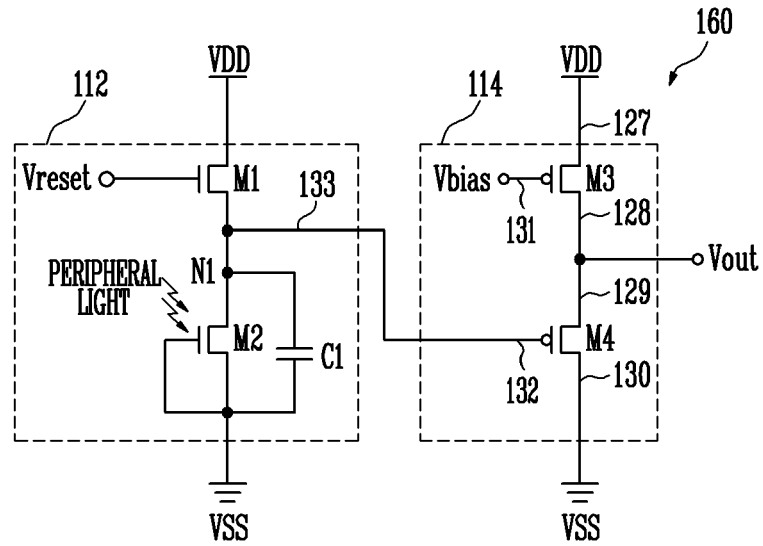 160
VDD
VDD
112
114
127
Vreset
M1
Vbias
M3
133
131
128
Vout
N1
PERIPHERAL
LIGHT
129
M2
C1
M4
132
130
VSS
VSS